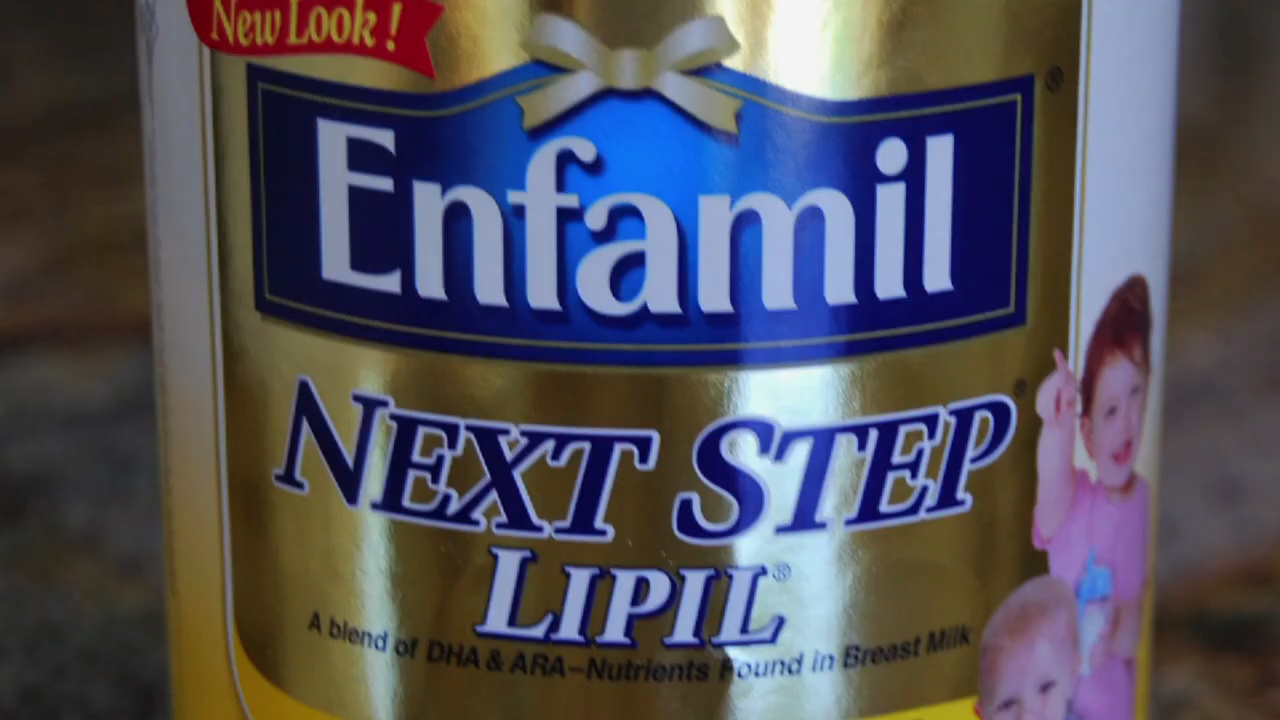 New Look!
Enfamil®
NEXT STEP®
LIPIL®
A blend of DHA & ARA–Nutrients Found in Breast Milk